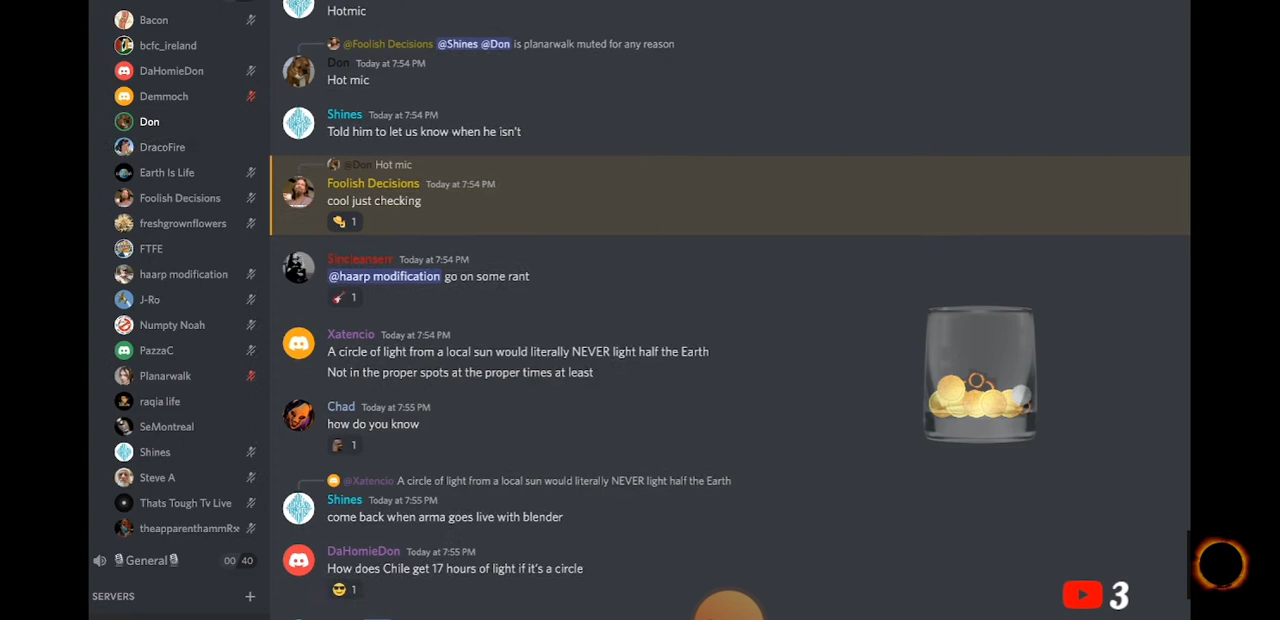 Bacon
bcfc_ireland
DaHomieDon
Demmoch
Don
DracoFire
Earth Is Life
Foolish Decisions
freshgrownflowers
FTFE
haarp modification
J-Ro
Numpty Noah
PazzaC
Planarwalk
raqia life
SeMontreal
Shines
Steve A
Thats Tough Tv Live
theapparenthammRse
General 00 40
SERVERS +
Hotmic
@Foolish Decisions @Shines @Don is planarwalk muted for any reason
Don Today at 7:54 PM
Hot mic
Shines Today at 7:54 PM
Told him to let us know when he isn't
@Don Hot mic
Foolish Decisions Today at 7:54 PM
cool just checking
1
Sincleanserr Today at 7:54 PM
@haarp modification go on some rant
1
Xatencio Today at 7:54 PM
A circle of light from a local sun would literally NEVER light half the Earth
Not in the proper spots at the proper times at least
Chad Today at 7:55 PM
how do you know
1
@Xatencio A circle of light from a local sun would literally NEVER light half the Earth
Shines Today at 7:55 PM
come back when arma goes live with blender
DaHomieDon Today at 7:55 PM
How does Chile get 17 hours of light if it's a circle
1
3